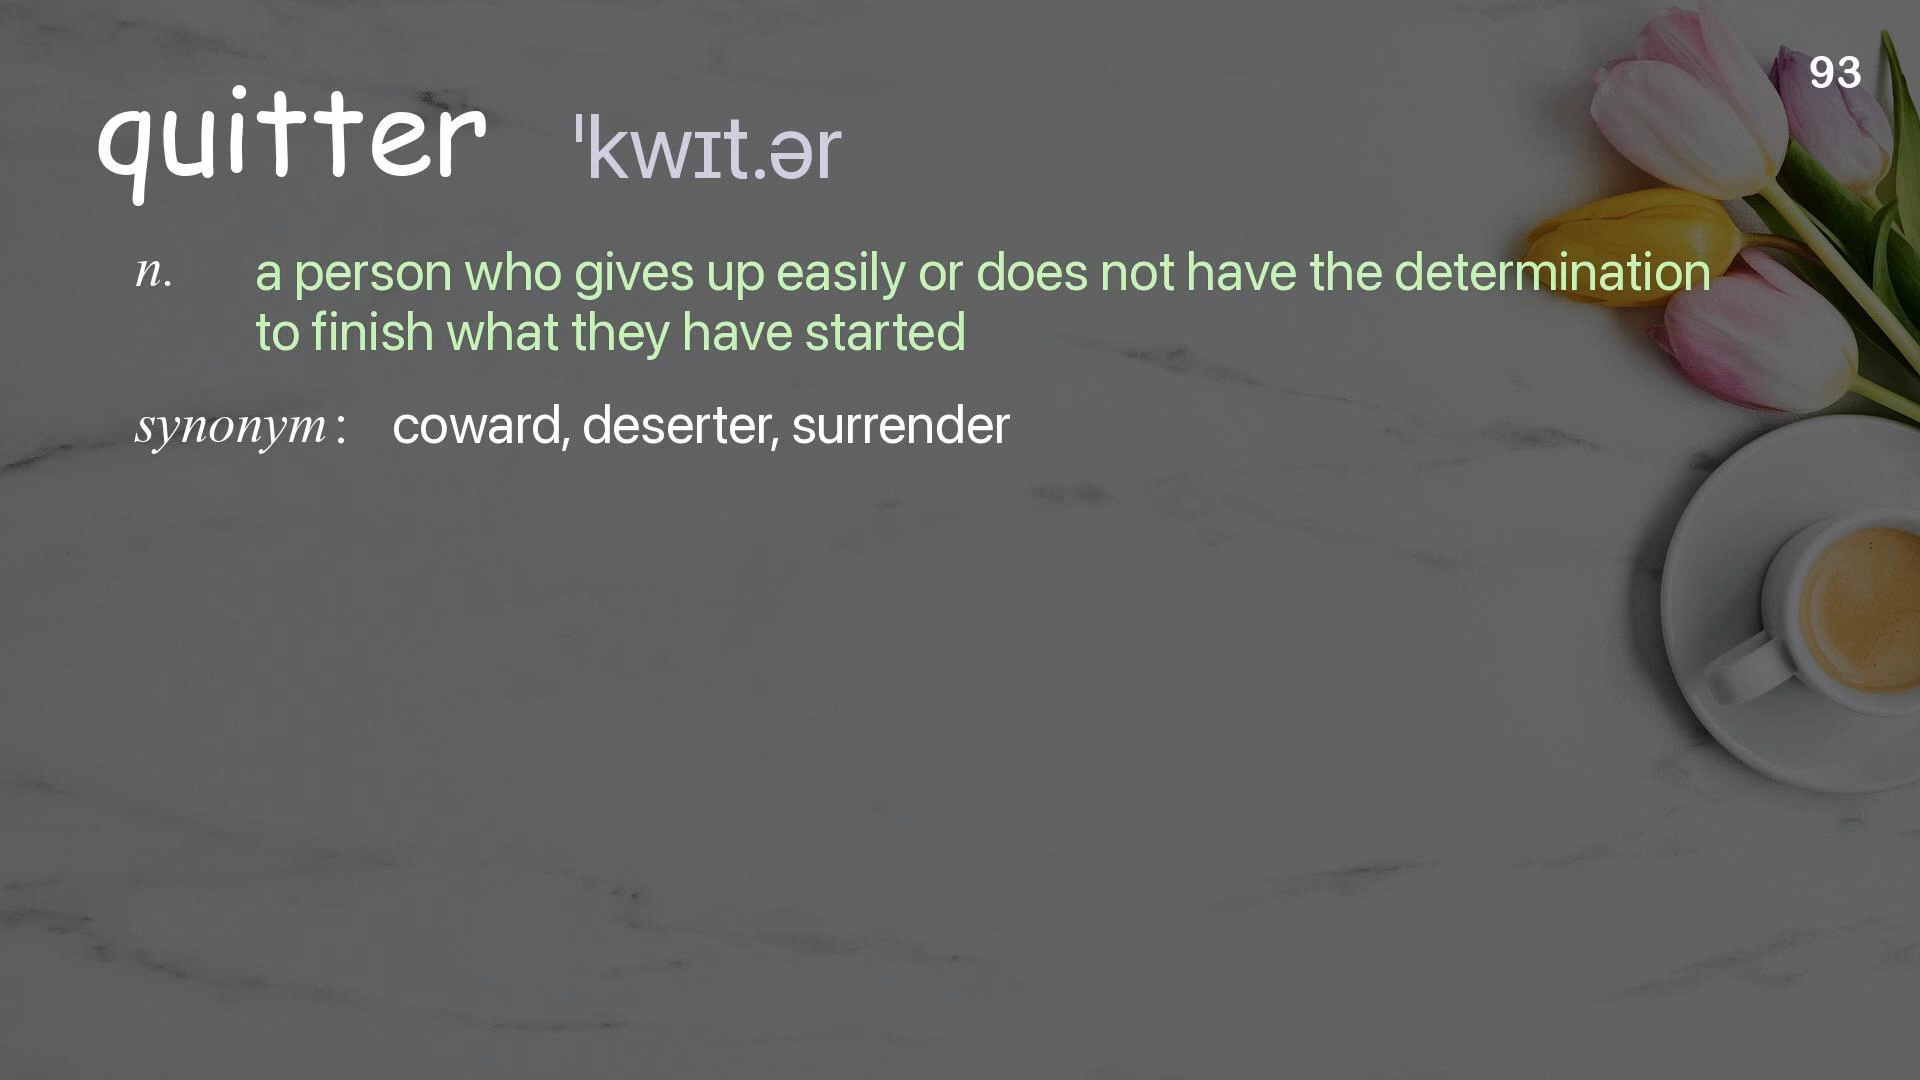 93
quitter ˈkwɪt.ər
n. a person who gives up easily or does not have the determination
to finish what they have started
synonym : coward, deserter, surrender